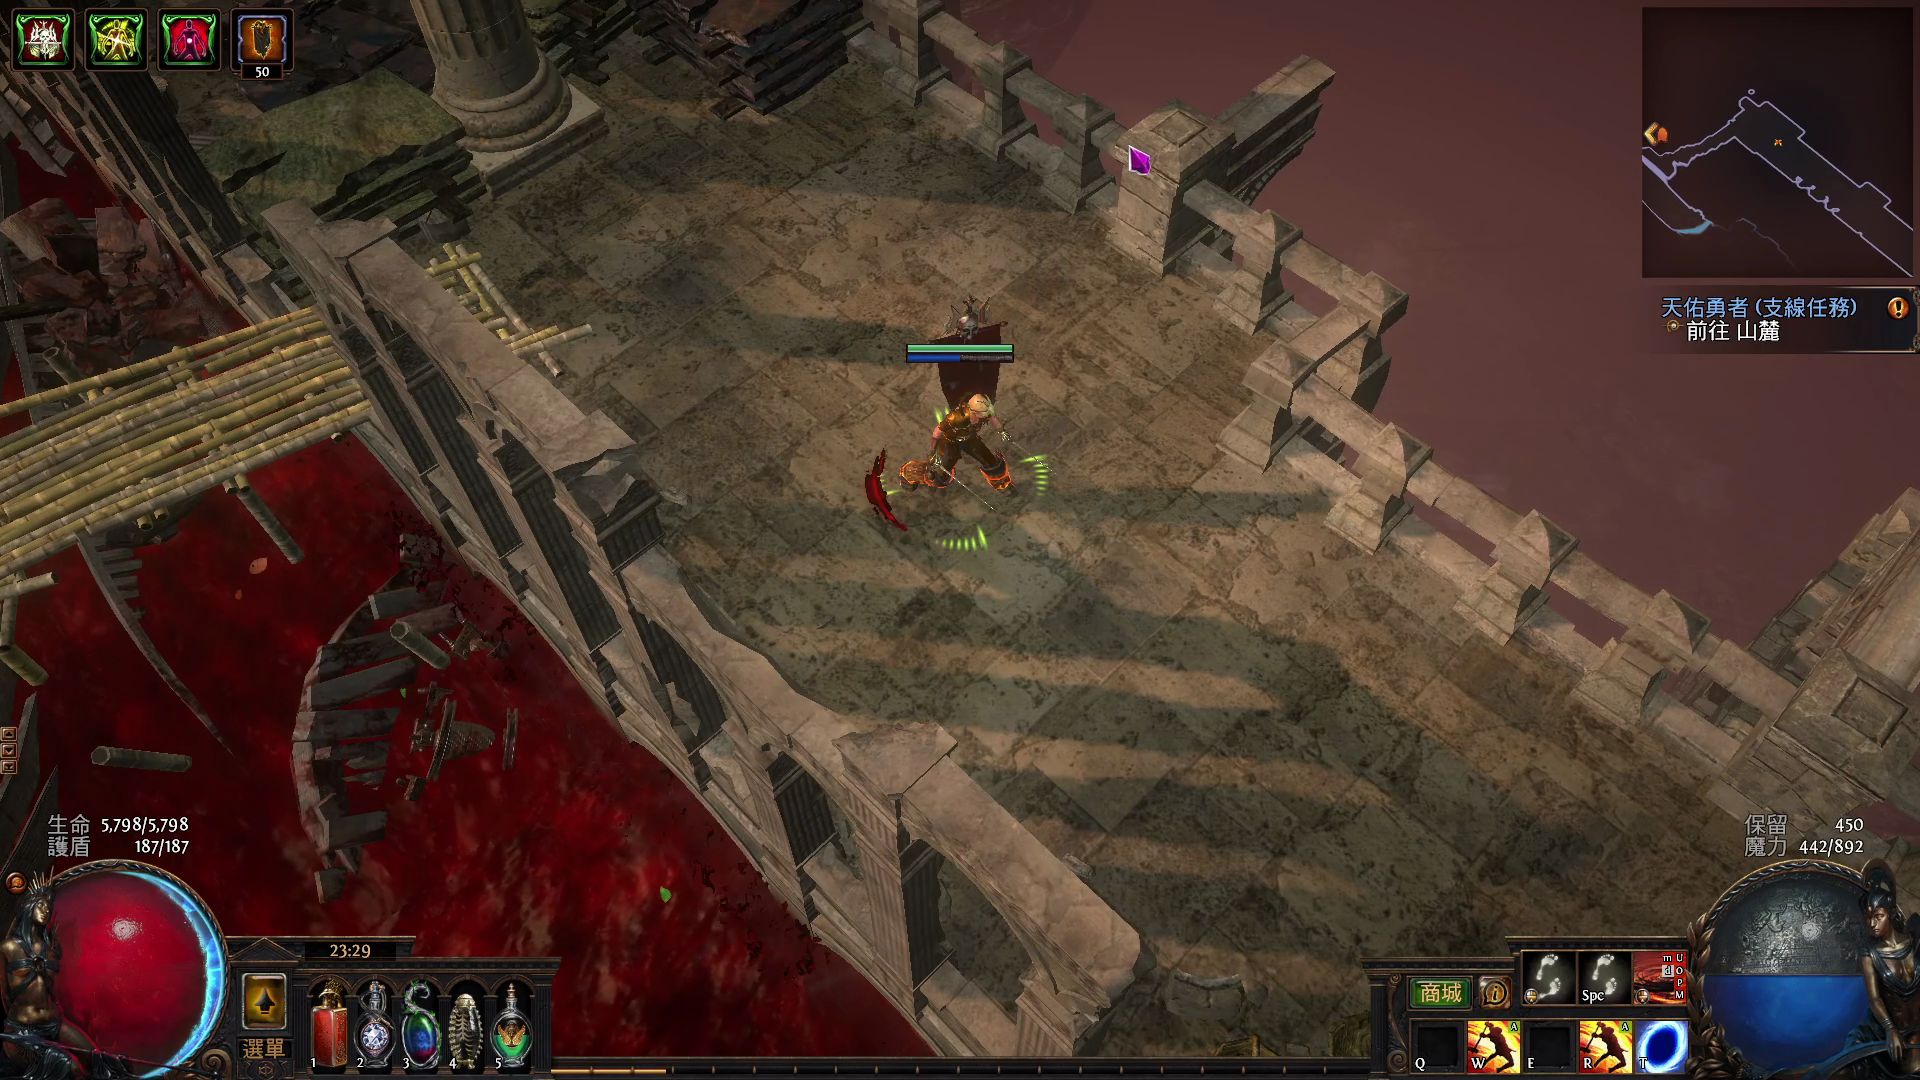 50
天佑勇者 (支線任務)
前往 山麓
生命 5,798/5,798
護盾 187/187
保留 450
魔力 442/892
23:29
選單
1
2
3
4
5
商城
Spc
m U
d O
P
M
Q
W A
E
R A
T